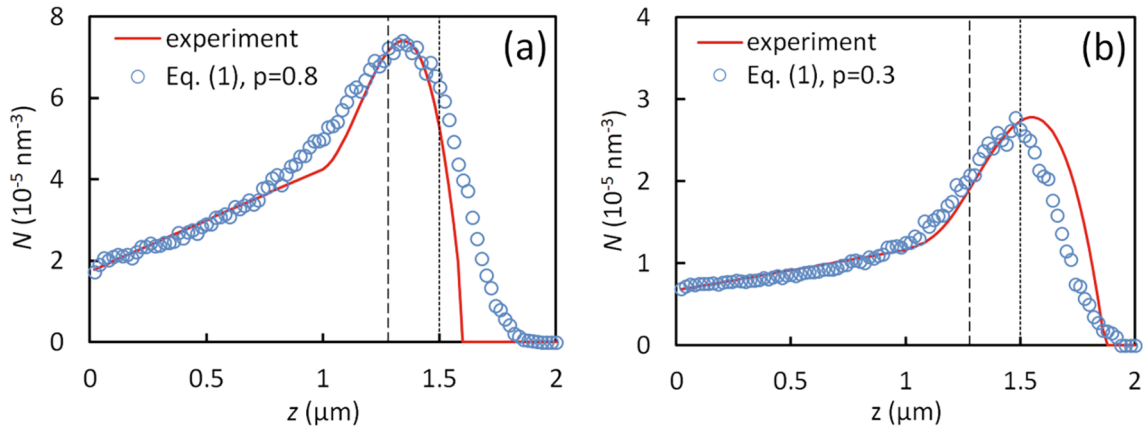 8
6
4
2
0
N (10-5 nm-3)
experiment
Eq. (1), p=0.8
(a)
0 0.5 1 1.5 2
z (μm)
4
3
2
1
0
N (10-5 nm-3)
experiment
Eq. (1), p=0.3
(b)
0 0.5 1 1.5 2
z (μm)